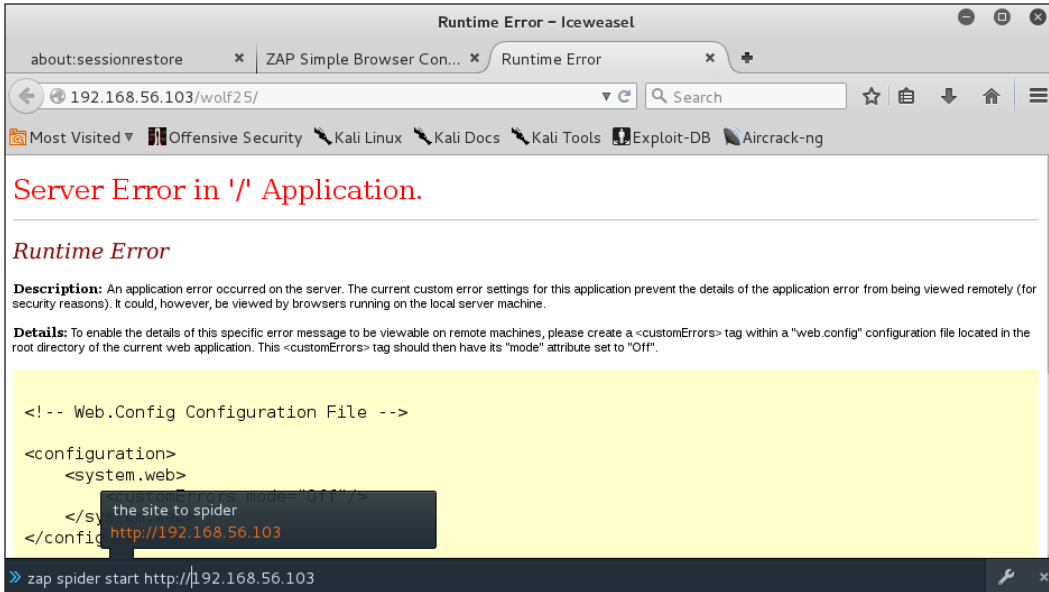 Runtime Error – Iceweasel
about:sessionrestore
ZAP Simple Browser Con...
Runtime Error
192.168.56.103/wolf25/
Search
Most Visited
Offensive Security
Kali Linux
Kali Docs
Kali Tools
Exploit-DB
Aircrack-ng
Server Error in '/' Application.
Runtime Error
Description: An application error occurred on the server. The current custom error settings for this application prevent the details of the application error from being viewed remotely (for
security reasons). It could, however, be viewed by browsers running on the local server machine.
Details: To enable the details of this specific error message to be viewable on remote machines, please create a <customErrors> tag within a "web.config" configuration file located in the
root directory of the current web application. This <customErrors> tag should then have its "mode" attribute set to "Off".
<!-- Web.Config Configuration File -->
<configuration>
<system.web>
<customErrors mode="Off"/>
</sy
</config
the site to spider
http://192.168.56.103
» zap spider start http://192.168.56.103